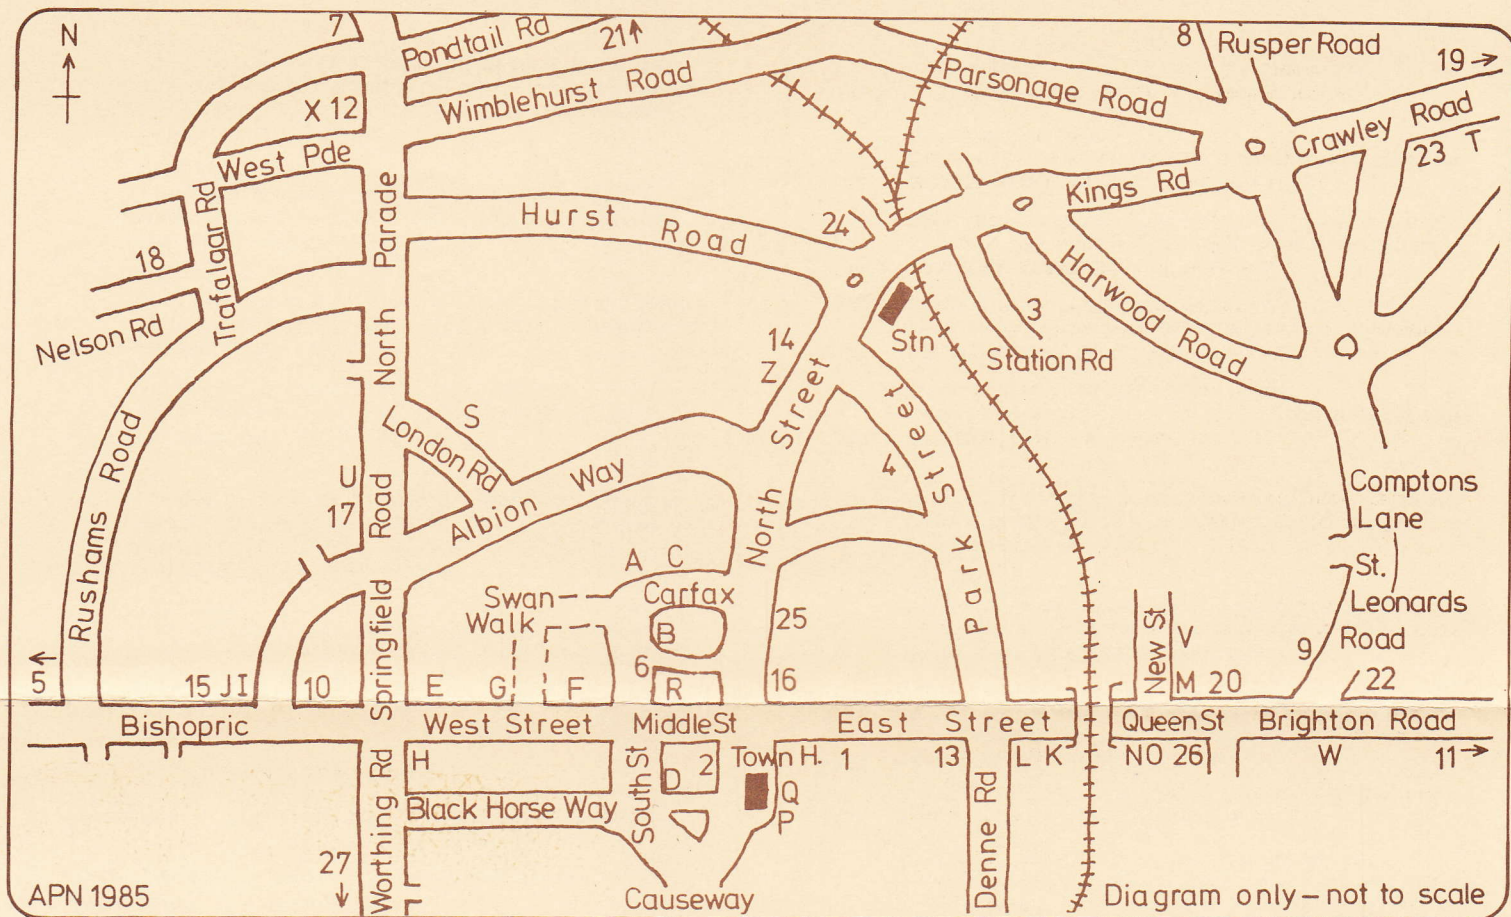 N
7
Pondtail Rd
21
8
Rusper Road
19
X 12
Wimblehurst Road
Parsonage Road
Crawley Road
23 T
West Pde
Kings Rd
Trafalgar Rd
North Parade
Hurst Road
24
18
Nelson Rd
Harwood Road
3
Station Rd
Stn
14
Z
North Street
Park Street
4
Rushams Road
London Rd
S
U
17
Albion Way
Springfield Road
Comptons
Lane
St.
Leonards
Road
A C
Carfax
B
Swan
Walk
25
New St
V
9
5
15 J I
10
E
G
F
6
R
16
M 20
22
Bishopric
West Street
Middle St
East Street
Queen St
Brighton Road
H
South St
D
2
Town H.
1
13
L K
N O 26
W
11
Q
P
Black Horse Way
Worthing Rd
Denne Rd
27
Causeway
APN 1985
Diagram only – not to scale